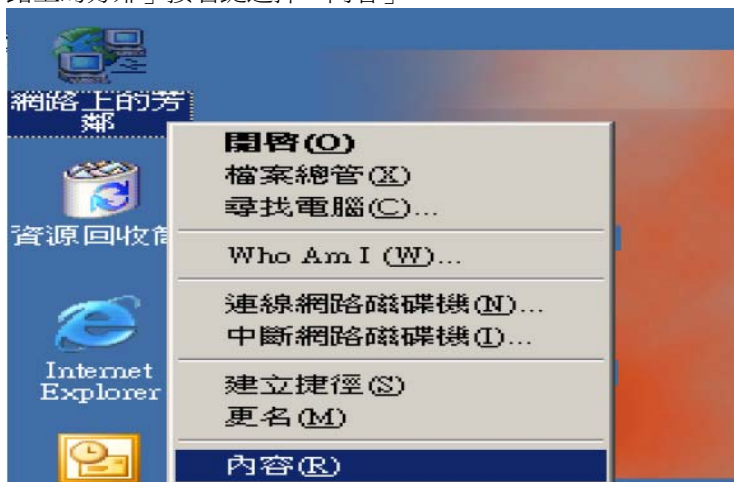 網路上的芳
鄰
資源回收
Internet
Explorer
開啓(O)
檔案總管(X)
尋找電腦(C)...
Who Am I (W)...
連線網路磁碟機(N)...
中斷網路磁碟機(I)...
建立捷徑(S)
更名(M)
內容(R)